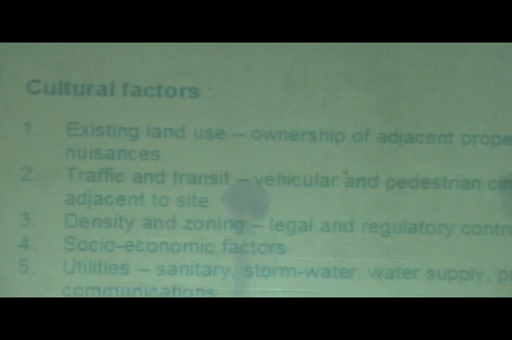 Cultural factors :
1. Existing land use – ownership of adjacent
nuisances
2. Traffic and transit – vehicular and pedestrian
adjacent to site
3. Density and zoning – legal and regulatory
4. Socio-economic factors
5. Utilities – sanitary, storm-water, water supply,
communications